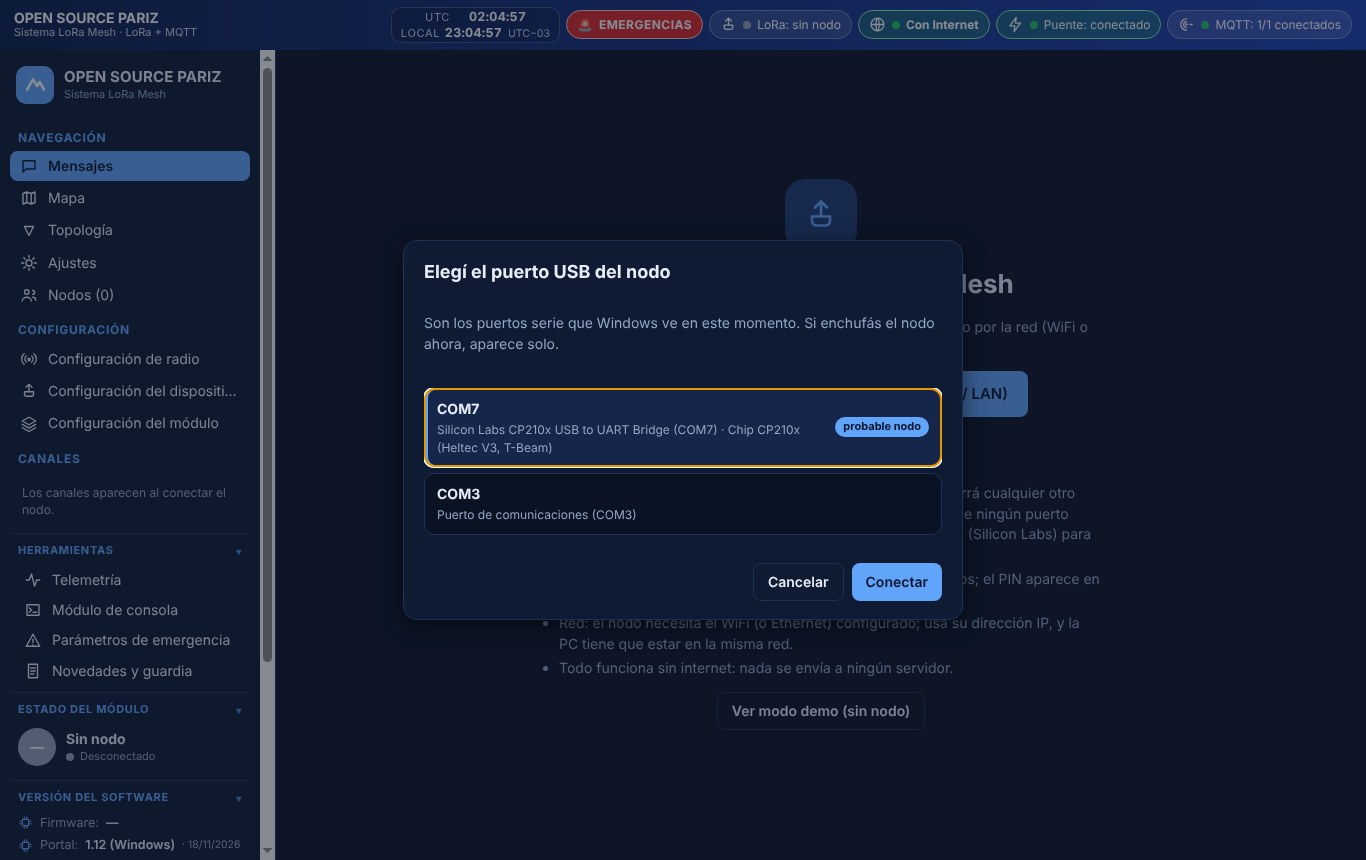 OPEN SOURCE PARIZ
Sistema LoRa Mesh · LoRa + MQTT
UTC 02:04:57
LOCAL 23:04:57 UTC−03
EMERGENCIAS
LoRa: sin nodo
Con Internet
Puente: conectado
MQTT: 1/1 conectados
OPEN SOURCE PARIZ
Sistema LoRa Mesh
NAVEGACIÓN
Mensajes
Mapa
Topología
Ajustes
Nodos (0)
CONFIGURACIÓN
Configuración de radio
Configuración del dispositi...
Configuración del módulo
CANALES
Los canales aparecen al conectar el
nodo.
HERRAMIENTAS
Telemetría
Módulo de consola
Parámetros de emergencia
Novedades y guardia
ESTADO DEL MÓDULO
Sin nodo
Desconectado
VERSIÓN DEL SOFTWARE
Firmware: —
Portal: 1.12 (Windows) · 18/11/2026
Elegí el puerto USB del nodo
Son los puertos serie que Windows ve en este momento. Si enchufás el nodo
ahora, aparece solo.
COM7
Silicon Labs CP210x USB to UART Bridge (COM7) · Chip CP210x
(Heltec V3, T-Beam)
probable nodo
COM3
Puerto de comunicaciones (COM3)
Cancelar
Conectar
o por la red (WiFi o
/ LAN)
cualquier otro
ningún puerto
(Silicon Labs) para
el PIN aparece en
Red: el nodo necesita el WiFi (o Ethernet) configurado; usá su dirección IP, y la
PC tiene que estar en la misma red.
Todo funciona sin internet: nada se envía a ningún servidor.
Ver modo demo (sin nodo)